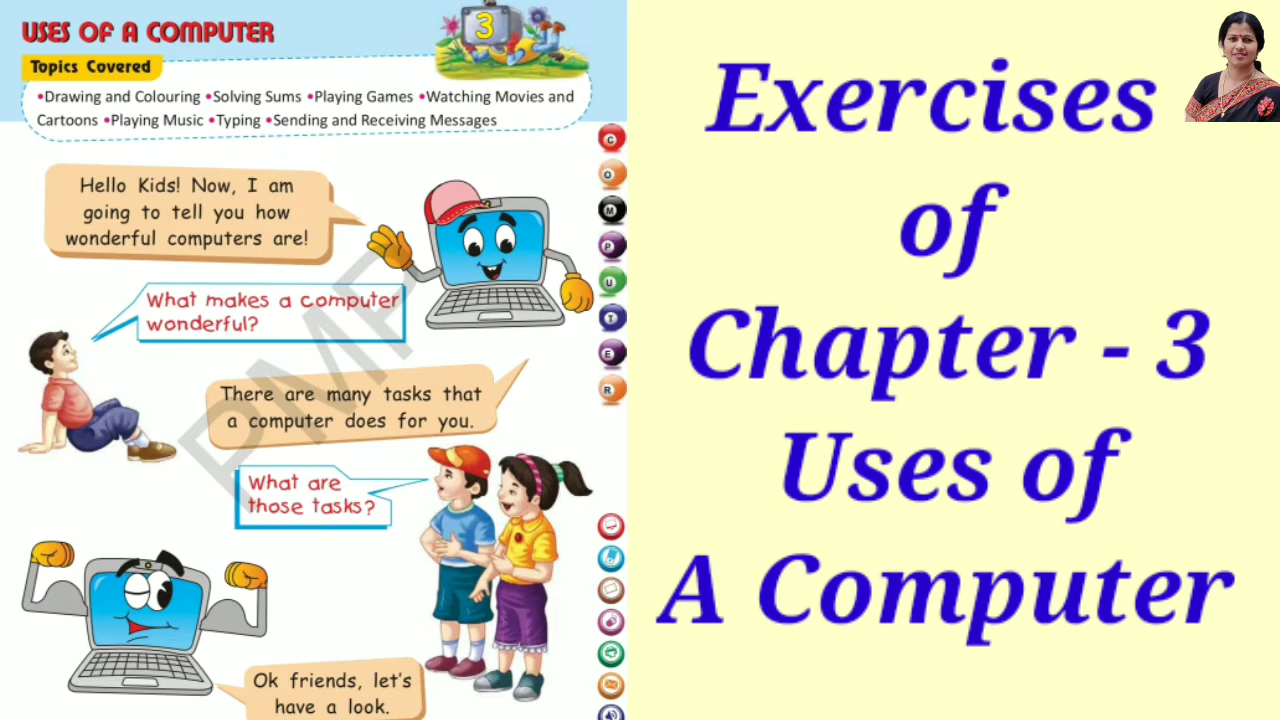 USES OF A COMPUTER
3
Topics Covered
•Drawing and Colouring •Solving Sums •Playing Games •Watching Movies and
Cartoons •Playing Music •Typing •Sending and Receiving Messages
Hello Kids! Now, I am
going to tell you how
wonderful computers are!
What makes a computer
wonderful?
There are many tasks that
a computer does for you.
What are
those tasks?
Ok friends, let's
have a look.
C
O
M
P
U
T
E
R
PMP
Exercises
of
Chapter - 3
Uses of
A Computer